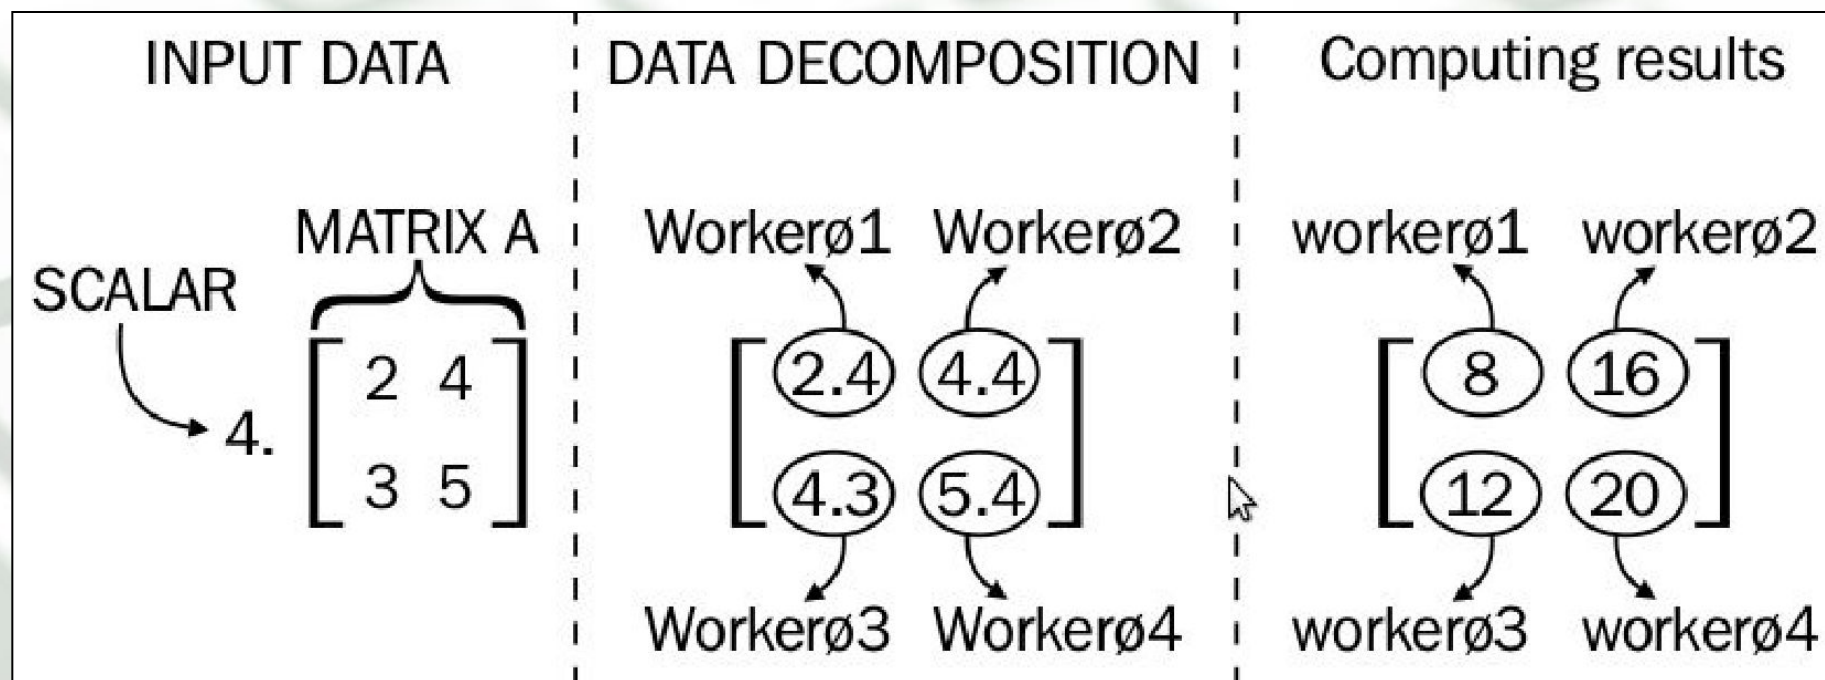 INPUT DATA
SCALAR
MATRIX A
4.
2 4
3 5
DATA DECOMPOSITION
Workerø1 Workerø2
2.4 4.4
4.3 5.4
Workerø3 Workerø4
Computing results
workerø1 workerø2
8 16
12 20
workerø3 workerø4